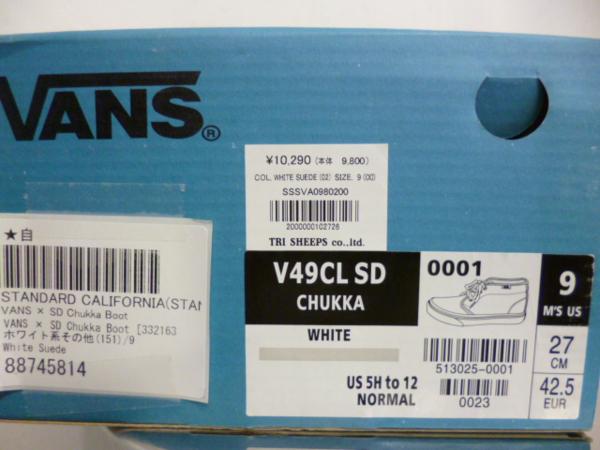 VANS®
¥10,290 (本体 9,800)
COL. WHITE SUEDE (02) SIZE. 9 (00)
SSSVA0980200
2000000102726
TRI SHEEPS co.,ltd.
★自
STANDARD CALIFORNIA(STAN
VANS × SD Chukka Boot
VANS × SD Chukka Boot [332163
ホワイト系その他(151)/9
White Suede
88745814
V49CL SD
CHUKKA
0001
9
M'S US
WHITE
27
CM
513025-0001
US 5H to 12
NORMAL
0023
42.5
EUR